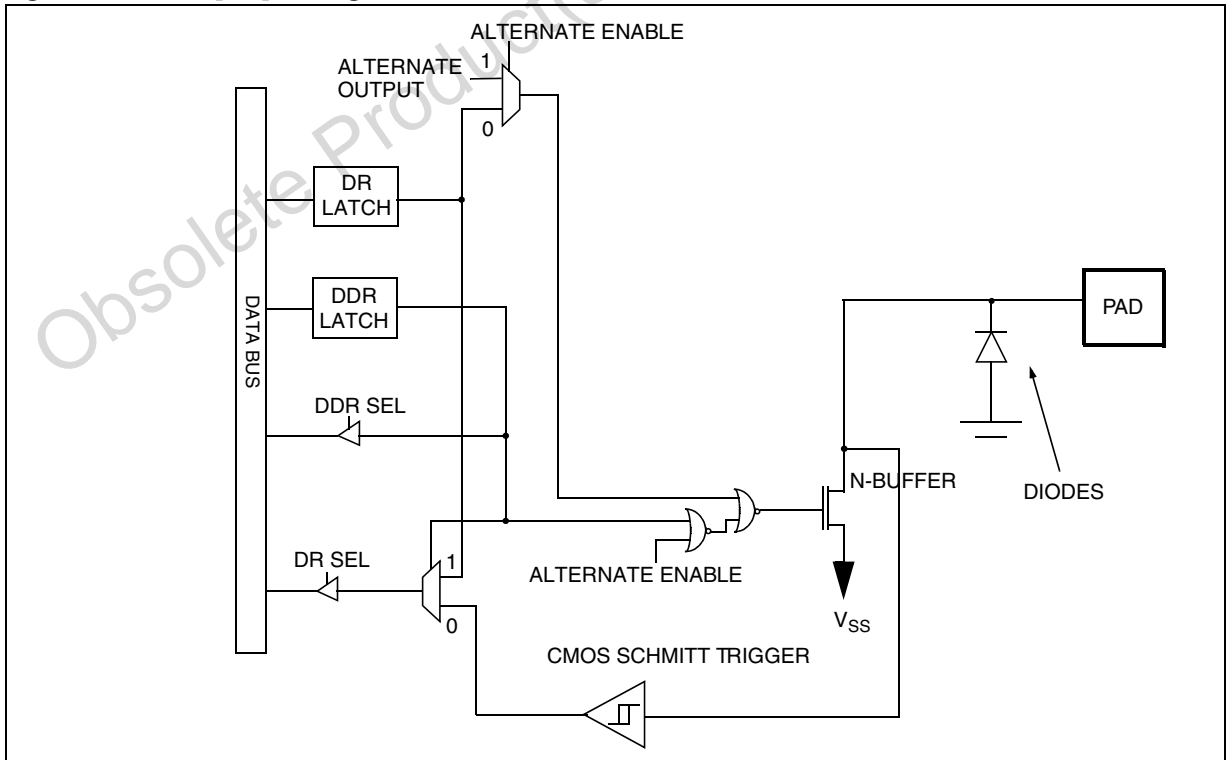 Obsolete Product(
ALTERNATE ENABLE
1
ALTERNATE
OUTPUT
0
DR
LATCH
DDR
LATCH
DATA BUS
PAD
DDR SEL
N-BUFFER
DIODES
DR SEL
1
ALTERNATE ENABLE
0
VSS
CMOS SCHMITT TRIGGER